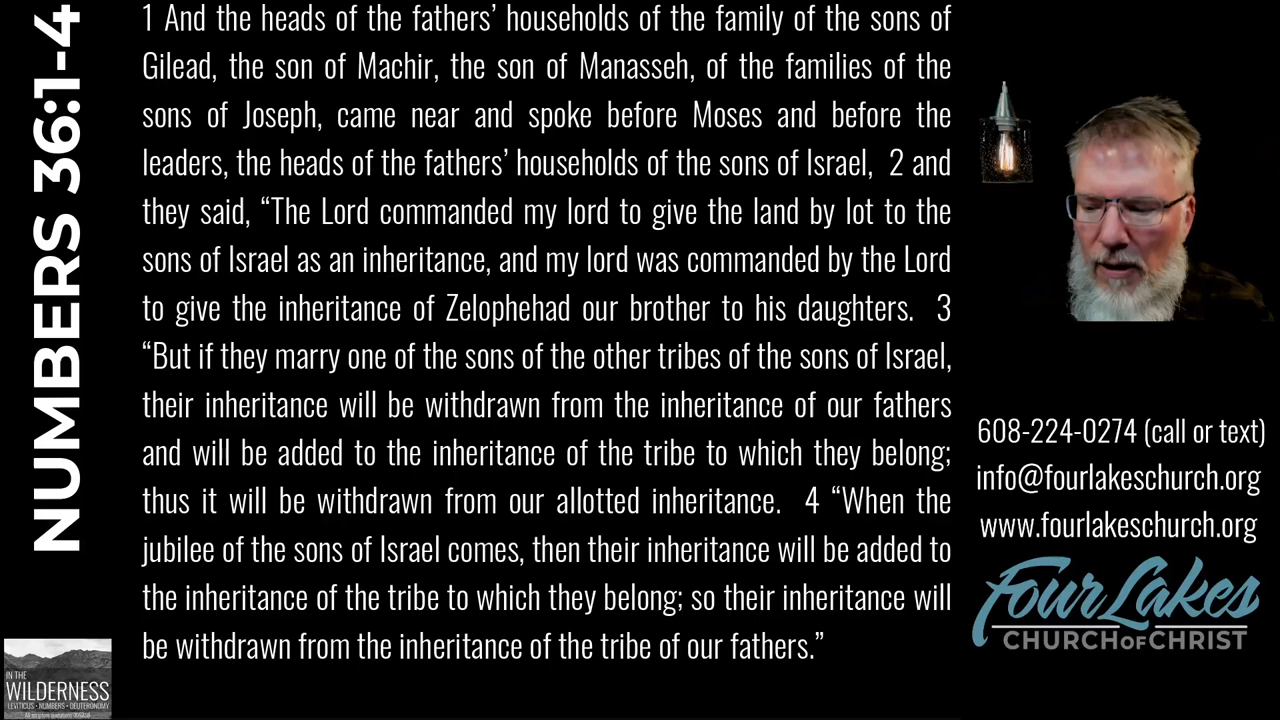 NUMBERS 36:1-4
1 And the heads of the fathers’ households of the family of the sons of
Gilead, the son of Machir, the son of Manasseh, of the families of the
sons of Joseph, came near and spoke before Moses and before the
leaders, the heads of the fathers’ households of the sons of Israel, 2 and
they said, “The Lord commanded my lord to give the land by lot to the
sons of Israel as an inheritance, and my lord was commanded by the Lord
to give the inheritance of Zelophehad our brother to his daughters. 3
“But if they marry one of the sons of the other tribes of the sons of Israel,
their inheritance will be withdrawn from the inheritance of our fathers
and will be added to the inheritance of the tribe to which they belong;
thus it will be withdrawn from our allotted inheritance. 4 “When the
jubilee of the sons of Israel comes, then their inheritance will be added to
the inheritance of the tribe to which they belong; so their inheritance will
be withdrawn from the inheritance of the tribe of our fathers.”
608-224-0274 (call or text)
info@fourlakeschurch.org
www.fourlakeschurch.org
Four Lakes
CHURCH OF CHRIST
IN THE
WILDERNESS
LEVITICUS • NUMBERS • DEUTERONOMY